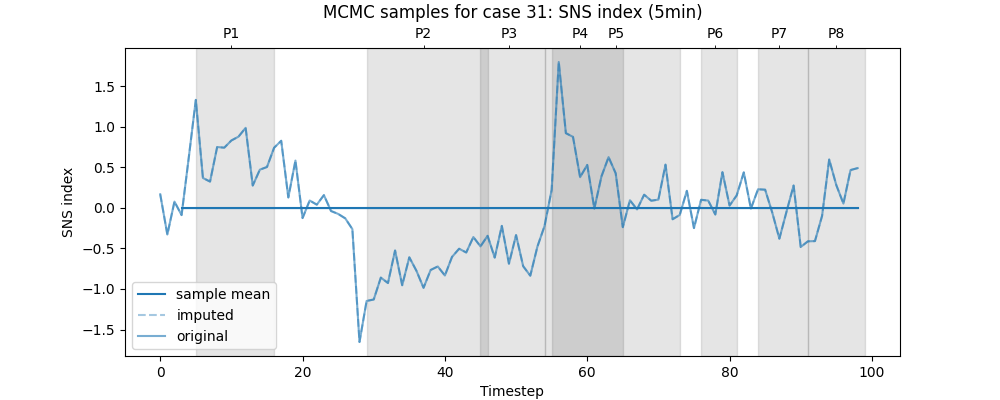 MCMC samples for case 31: SNS index (5min)
P1 P2 P3 P4 P5 P6 P7 P8
SNS index
1.5
1.0
0.5
0.0
−0.5
−1.0
−1.5
sample mean
imputed
original
0 20 40 60 80 100
Timestep